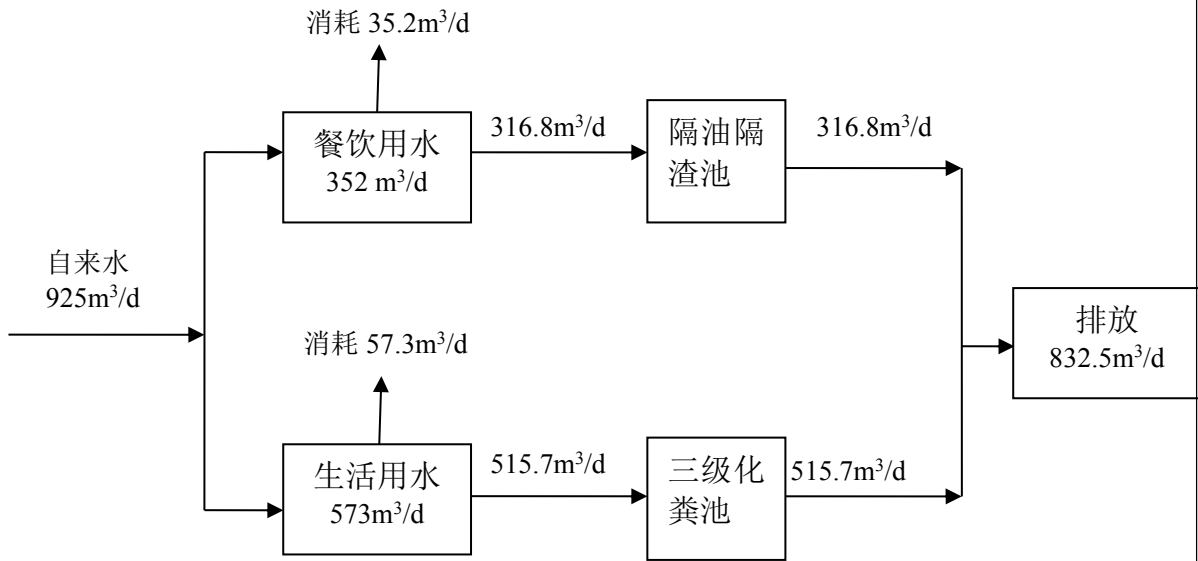 消耗 35.2m³/d
餐饮用水
352 m³/d
316.8m³/d
隔油隔
渣池
316.8m³/d
自来水
925m³/d
消耗 57.3m³/d
生活用水
573m³/d
515.7m³/d
三级化
粪池
515.7m³/d
排放
832.5m³/d